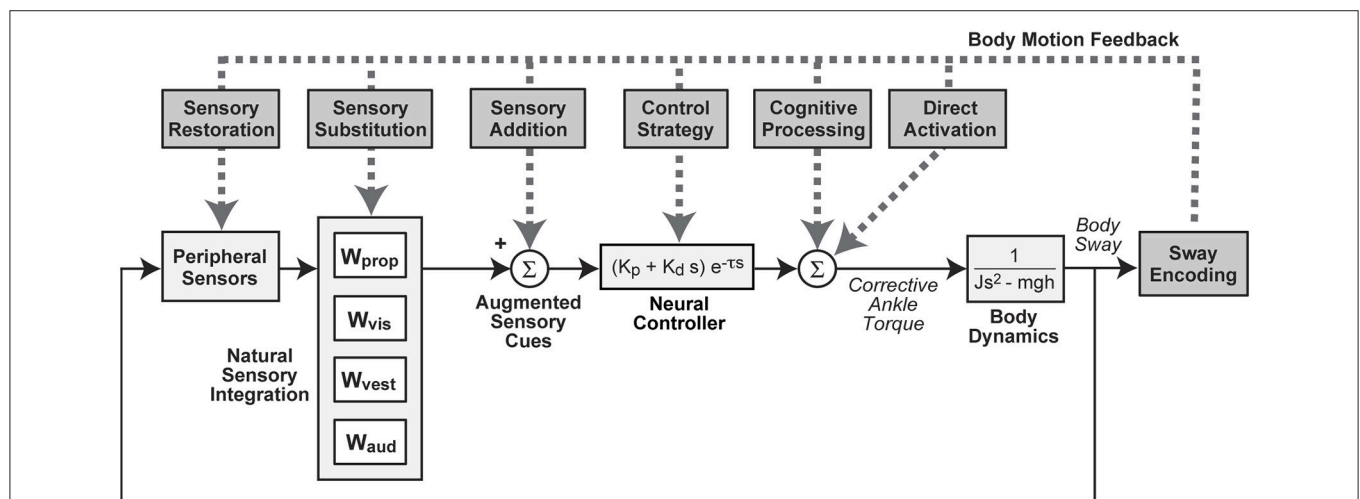 Body Motion Feedback
Sensory
Restoration
Sensory
Substitution
Sensory
Addition
Control
Strategy
Cognitive
Processing
Direct
Activation
Peripheral
Sensors
Natural
Sensory
Integration
Wprop
Wvis
Wvest
Waud
+
Σ
Augmented
Sensory
Cues
(Kp + Kd s) e-τs
Neural
Controller
Σ
Corrective
Ankle
Torque
1
Js2 - mgh
Body
Dynamics
Body
Sway
Sway
Encoding